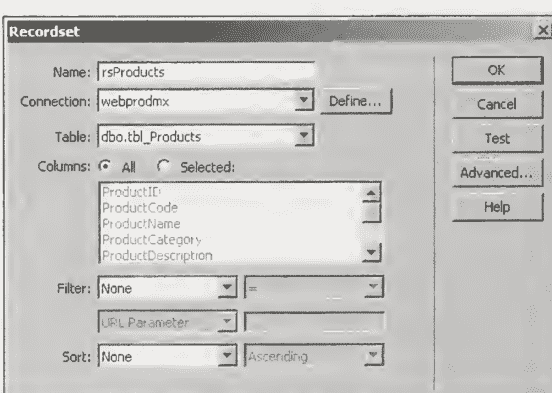 Recordset
Name: rsProducts
OK
Connection: webprodmx
Define...
Cancel
Table: dbo.tbl_Products
Test
Columns: All Selected:
Advanced...
ProductID
ProductCode
ProductName
ProductCategory
ProductDescription
Help
Filter: None =
URL Parameter
Sort: None Ascending